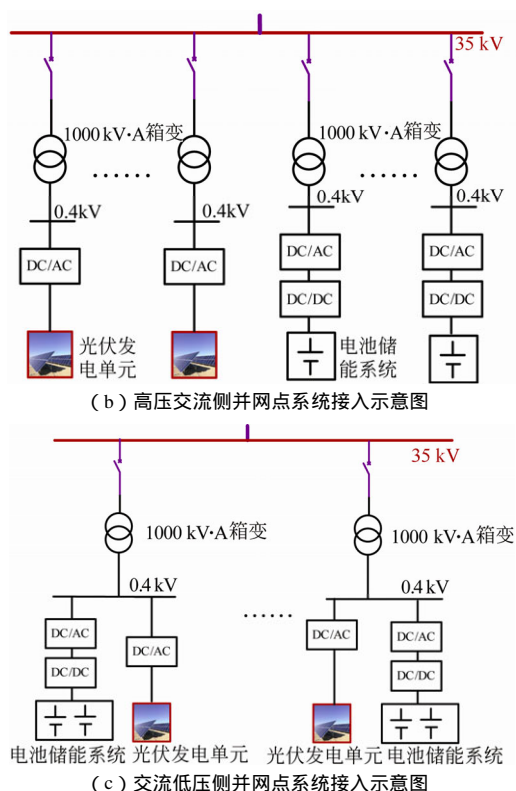 35 kV
1000 kV·A箱变
1000 kV·A箱变
......
......
0.4kV
0.4kV
0.4kV
0.4kV
DC/AC
DC/AC
DC/AC
DC/AC
DC/DC
DC/DC
光伏发
电单元
电池储
能系统
（b）高压交流侧并网点系统接入示意图
35 kV
1000 kV·A箱变
1000 kV·A箱变
0.4 kV
0.4 kV
......
DC/AC
DC/AC
DC/AC
DC/AC
DC/DC
DC/DC
电池储能系统 光伏发电单元
光伏发电单元 电池储能系统
（c）交流低压侧并网点系统接入示意图